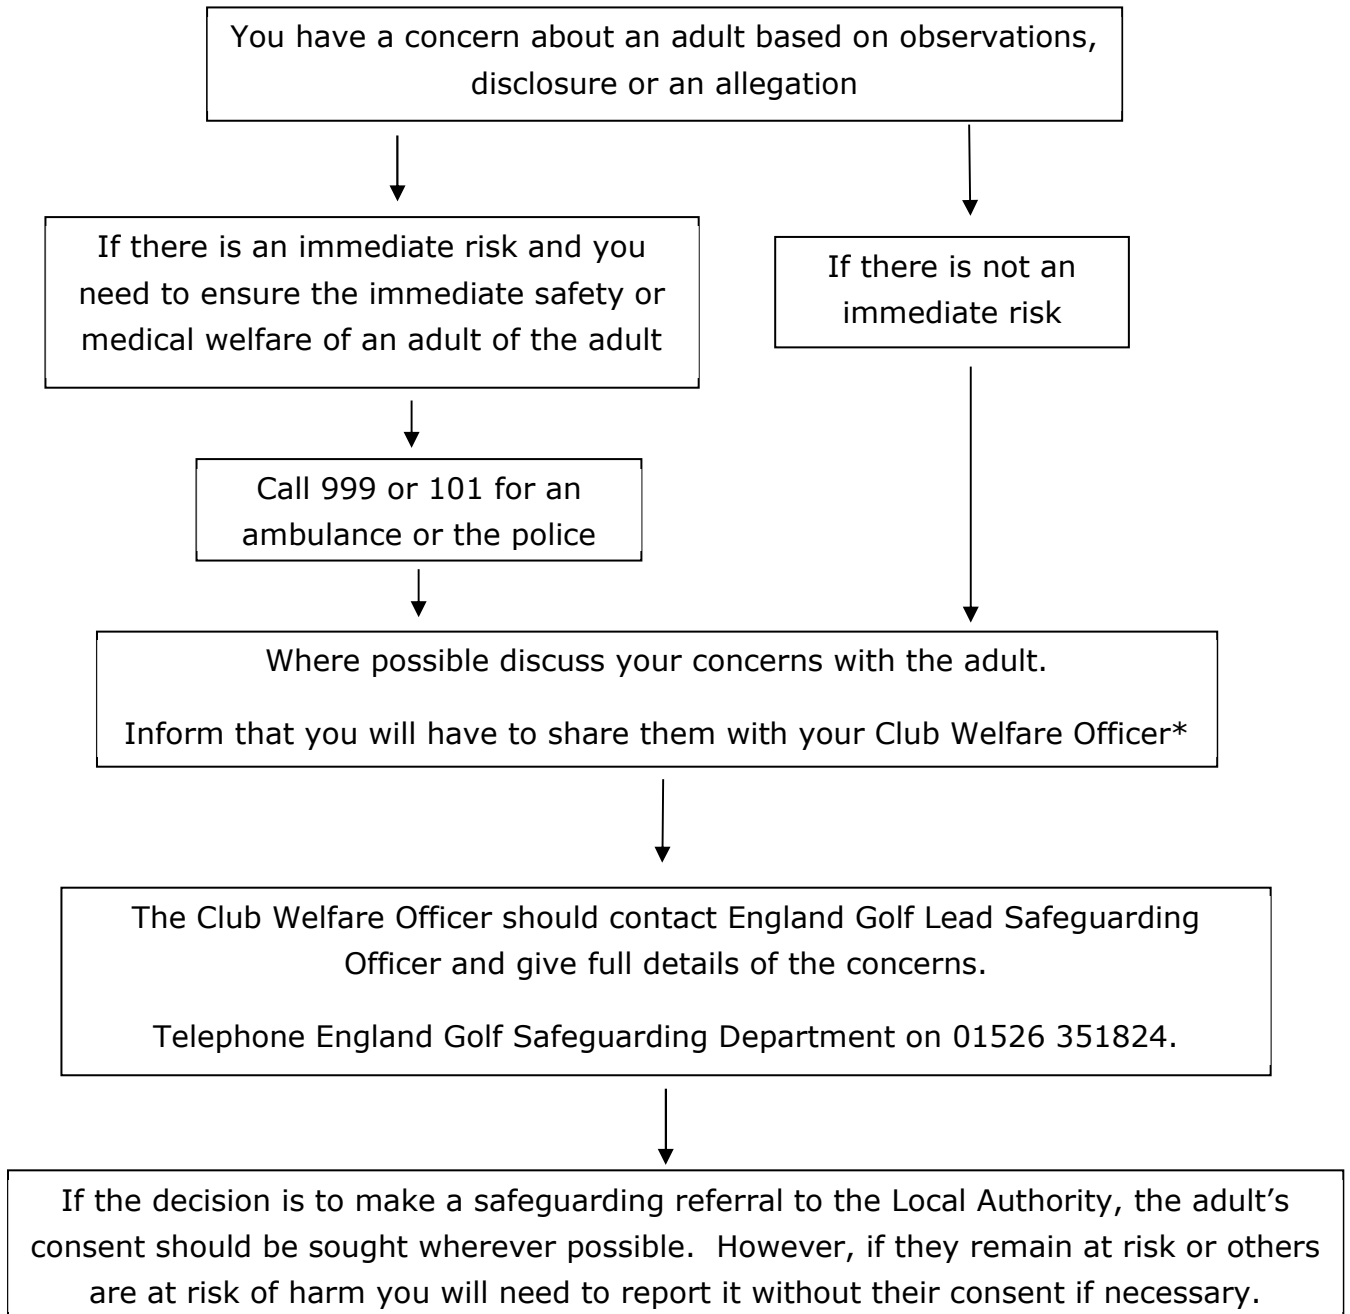 You have a concern about an adult based on observations,
disclosure or an allegation
If there is an immediate risk and you
need to ensure the immediate safety or
medical welfare of an adult of the adult
If there is not an
immediate risk
Call 999 or 101 for an
ambulance or the police
Where possible discuss your concerns with the adult.
Inform that you will have to share them with your Club Welfare Officer*
The Club Welfare Officer should contact England Golf Lead Safeguarding
Officer and give full details of the concerns.
Telephone England Golf Safeguarding Department on 01526 351824.
If the decision is to make a safeguarding referral to the Local Authority, the adult’s
consent should be sought wherever possible.  However, if they remain at risk or others
are at risk of harm you will need to report it without their consent if necessary.